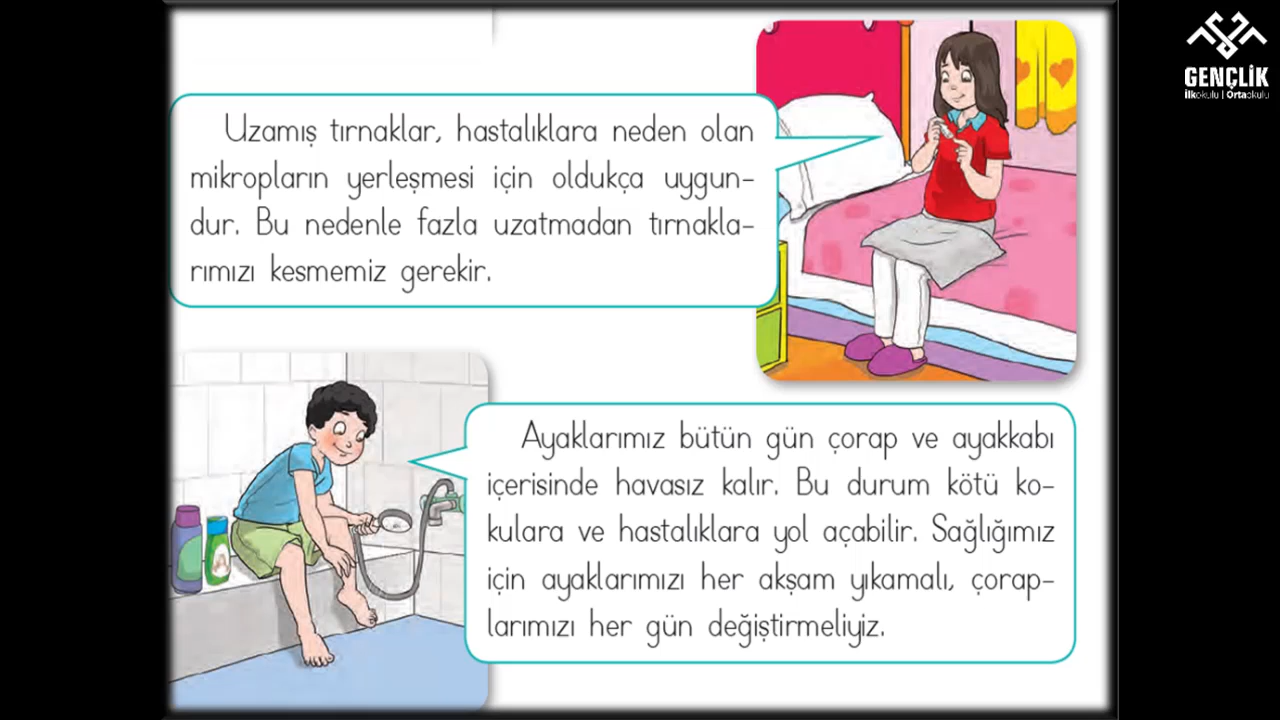 GENÇLİK
İlkokulu | Ortaokulu
Uzamış tırnaklar, hastalıklara neden olan
mikropların yerleşmesi için oldukça uygun-
dur. Bu nedenle fazla uzatmadan tırnakla-
rımızı kesmemiz gerekir.
Ayaklarımız bütün gün çorap ve ayakkabı
içerisinde havasız kalır. Bu durum kötü ko-
kulara ve hastalıklara yol açabilir. Sağlığımız
için ayaklarımızı her akşam yıkamalı, çorap-
larımızı her gün değiştirmeliyiz.
A